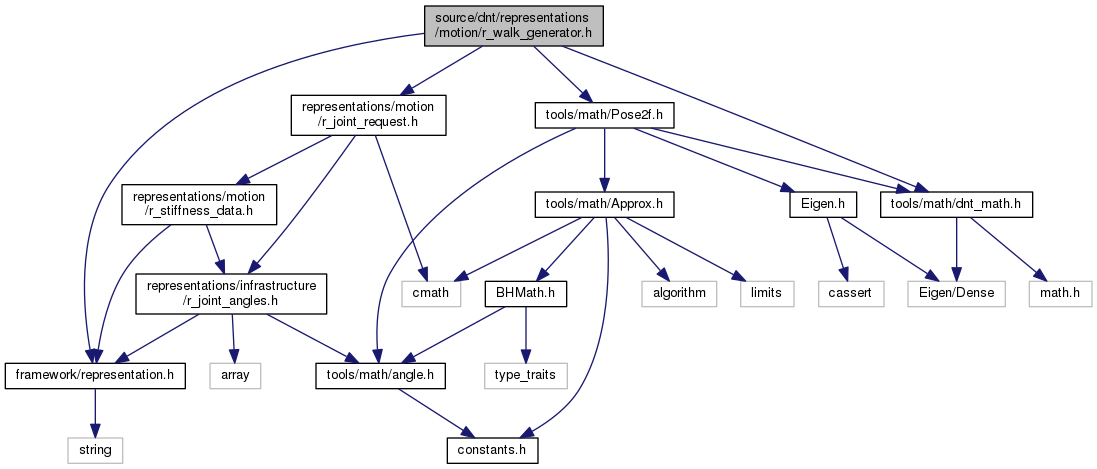 source/dnt/representations
/motion/r_walk_generator.h
representations/motion
/r_joint_request.h
tools/math/Pose2f.h
representations/motion
/r_stiffness_data.h
tools/math/Approx.h
Eigen.h
tools/math/dnt_math.h
representations/infrastructure
/r_joint_angles.h
cmath
BHMath.h
algorithm
limits
cassert
Eigen/Dense
math.h
framework/representation.h
array
tools/math/angle.h
type_traits
string
constants.h